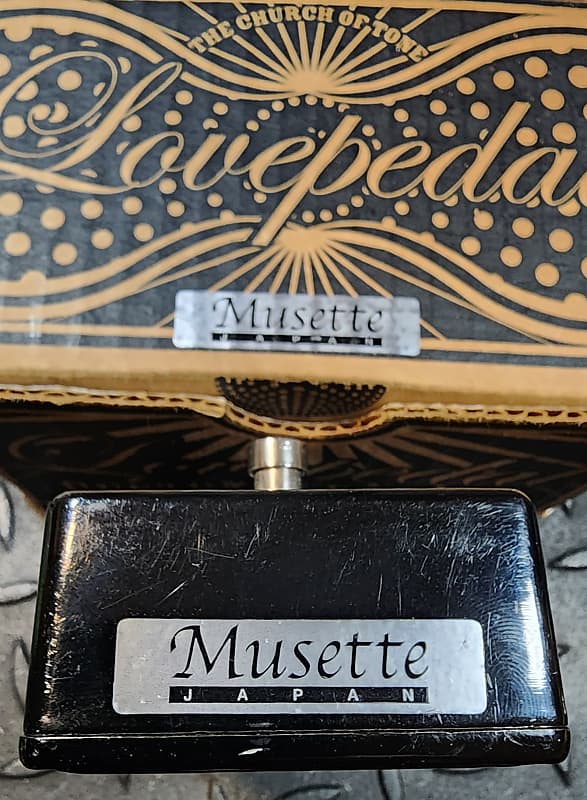 THE CHURCH OF TONE
Lovepedal
Musette
JAPAN
Musette
JAPAN